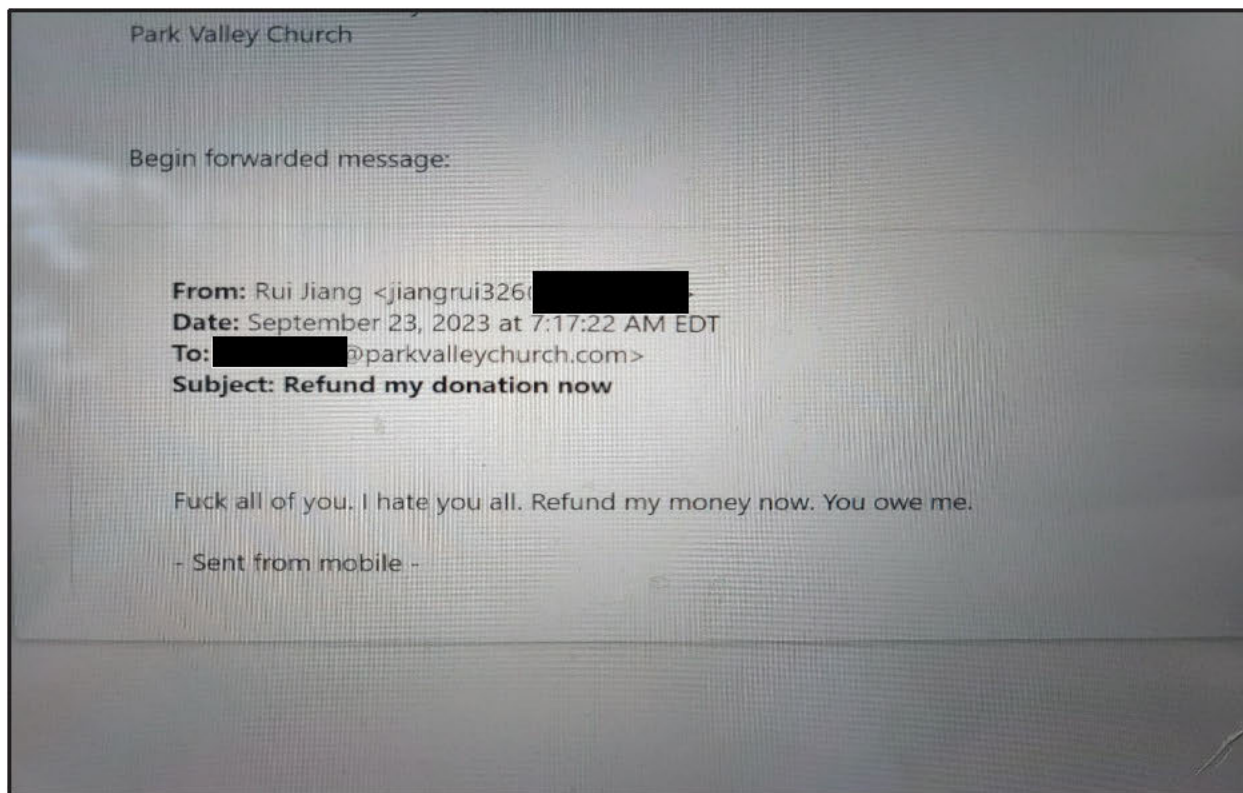 Park Valley Church
Begin forwarded message:
From: Rui Jiang <jiangrui326
Date: September 23, 2023 at 7:17:22 AM EDT
To: @parkvalleychurch.com>
Subject: Refund my donation now
Fuck all of you. I hate you all. Refund my money now. You owe me.
- Sent from mobile -